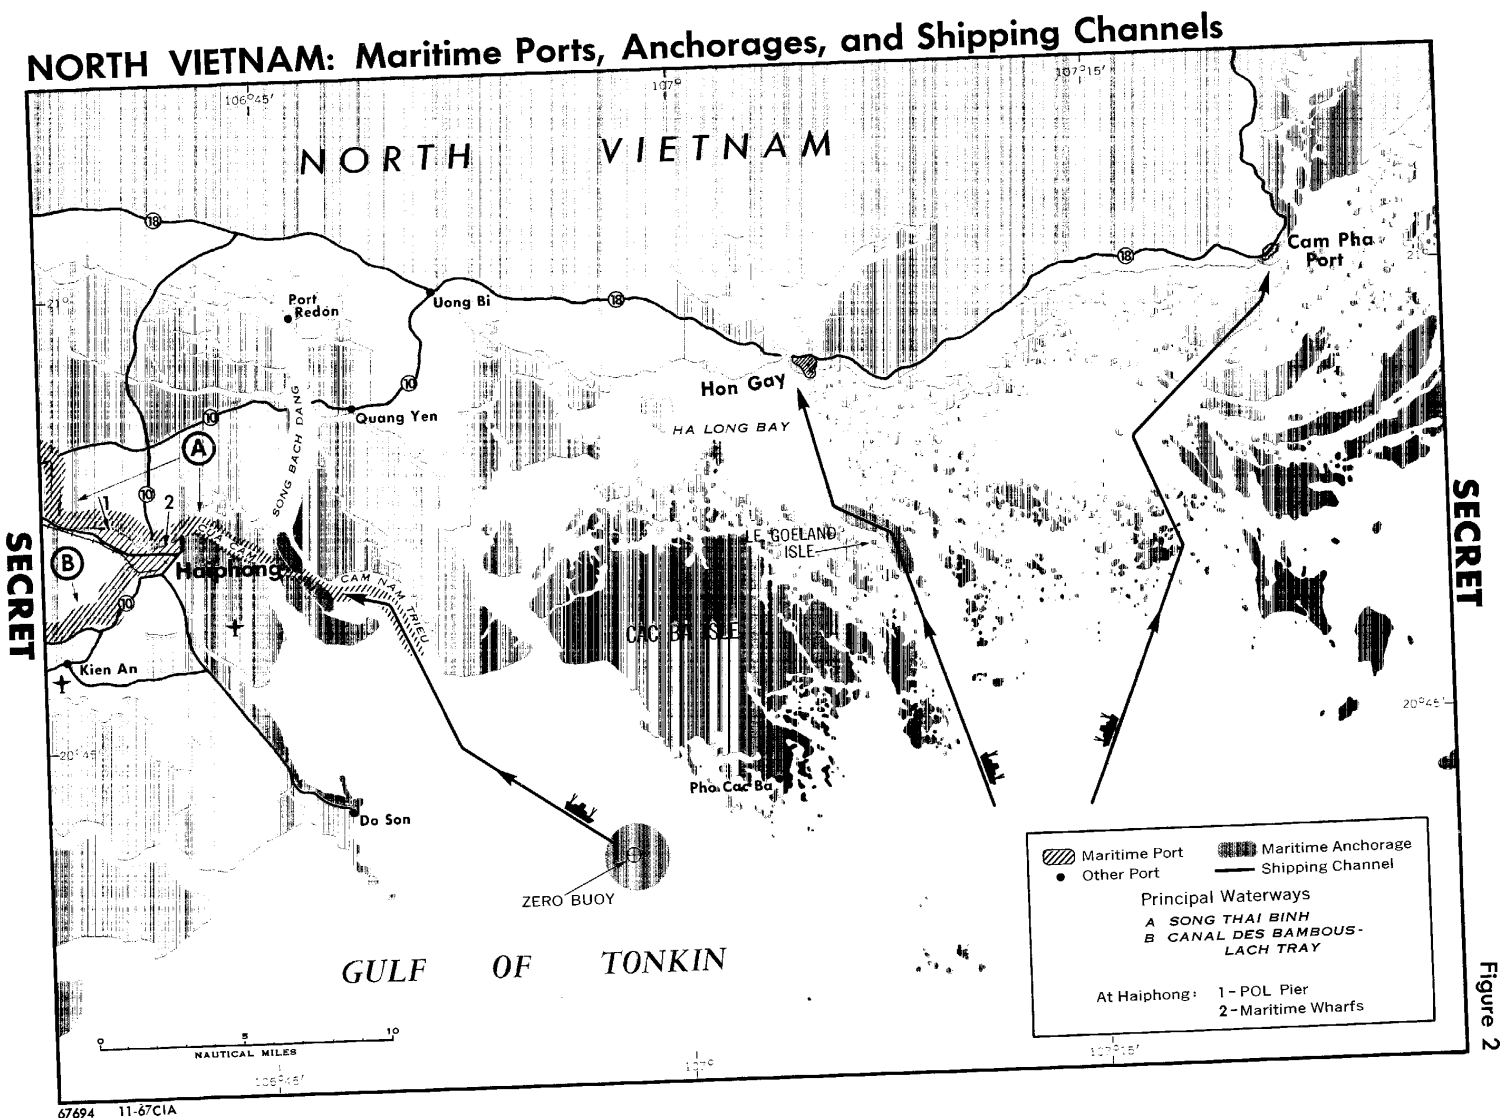 NORTH VIETNAM: Maritime Ports, Anchorages, and Shipping Channels
106°45'
107°
107°15'
NORTH VIETNAM
18
Cam Pha
Port
18
21°
21°
Port
Redon
Uong Bi
18
10
Hon Gay
10
Quang Yen
SONG BACH DANG
HA LONG BAY
A
10
1
2
SECRET
SECRET
CUA CAM
LE GOELAND
ISLE
B
Haiphong
CAM NAM TRIEU
10
CAC BA ISLE
Kien An
20°45'
20°45'
Pho Cac Ba
Do Son
Maritime Port
Maritime Anchorage
Other Port
Shipping Channel
ZERO BUOY
Principal Waterways
A SONG THAI BINH
B CANAL DES BAMBOUS-
LACH TRAY
GULF OF TONKIN
At Haiphong: 1-POL Pier
2-Maritime Wharfs
Figure 2
0 5 10
NAUTICAL MILES
106°45'
107°
107°15'
67694 11-67CIA